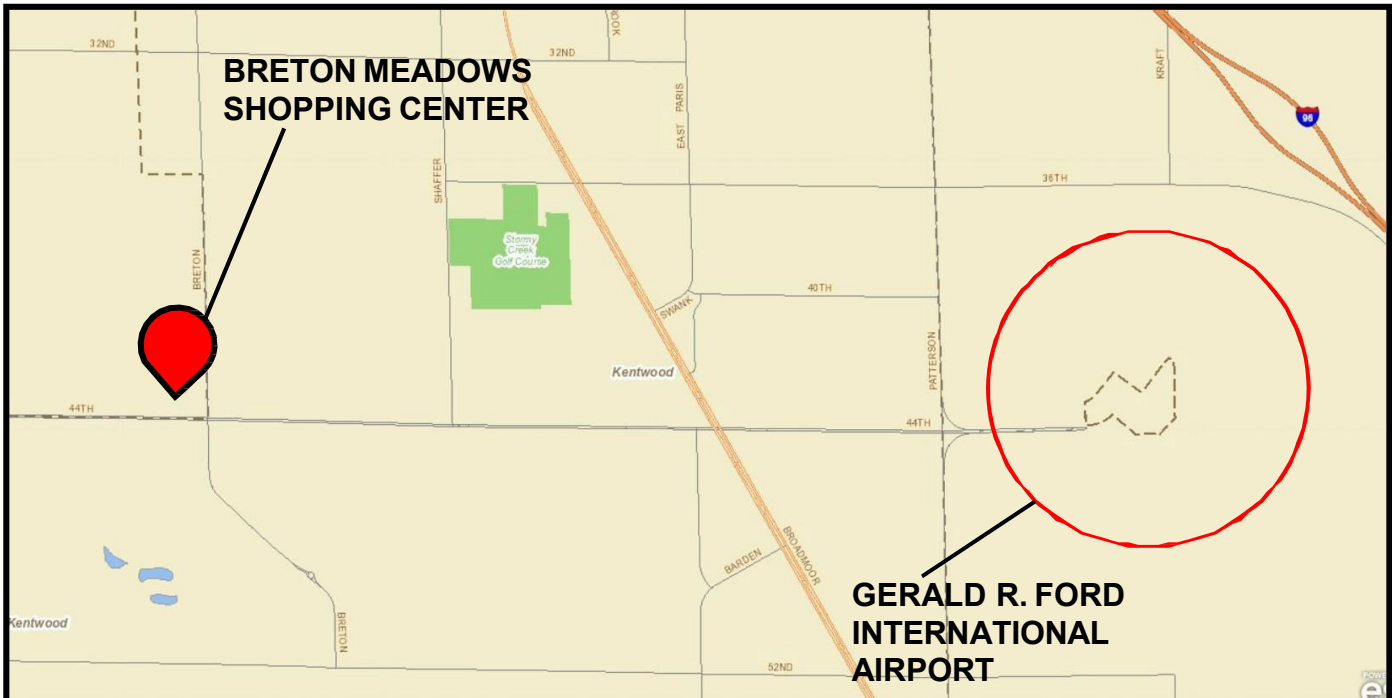 32ND
BRETON MEADOWS
SHOPPING CENTER
32ND
EAST PARIS
KRAFT
96
SHAFFER
36TH
Stormy
Creek
Golf Course
BRETON
40TH
SWANK
PATTERSON
Kentwood
44TH
44TH
BROADMOOR
BARDEN
GERALD R. FORD
INTERNATIONAL
AIRPORT
Kentwood
BRETON
52ND